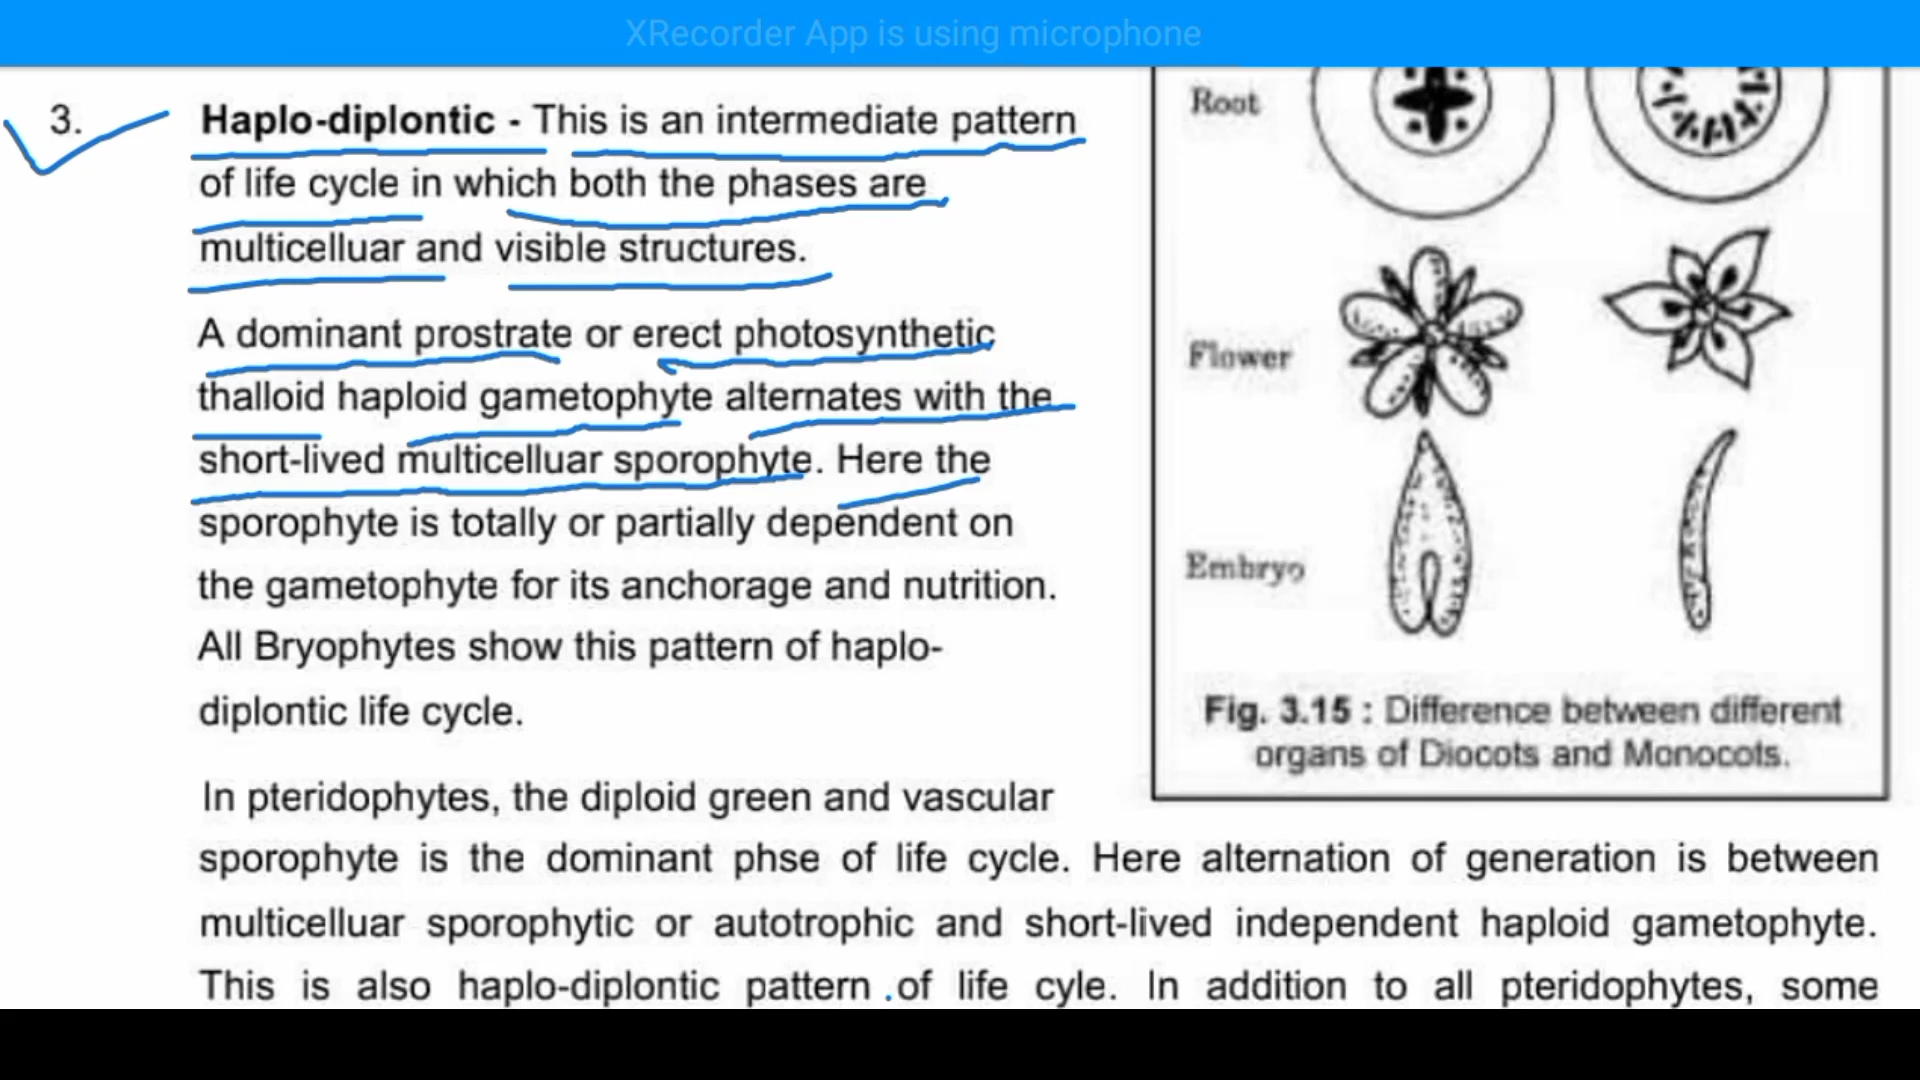 XRecorder App is using microphone
3. Haplo-diplontic - This is an intermediate pattern
of life cycle in which both the phases are
multicelluar and visible structures.
A dominant prostrate or erect photosynthetic
thalloid haploid gametophyte alternates with the
short-lived multicelluar sporophyte. Here the
sporophyte is totally or partially dependent on
the gametophyte for its anchorage and nutrition.
All Bryophytes show this pattern of haplo-
diplontic life cycle.
In pteridophytes, the diploid green and vascular
sporophyte is the dominant phse of life cycle. Here alternation of generation is between
multicelluar sporophytic or autotrophic and short-lived independent haploid gametophyte.
This is also haplo-diplontic pattern of life cyle. In addition to all pteridophytes, some
Root
Flower
Embryo
Fig. 3.15 : Difference between different
organs of Diocots and Monocots.